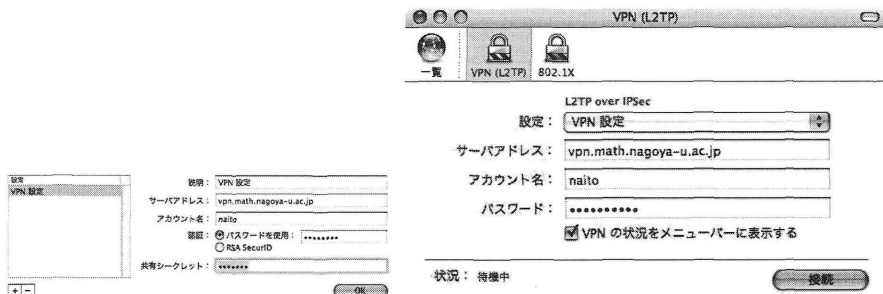 設定
VPN 設定
説明： VPN 設定
サーバアドレス： vpn.math.nagoya-u.ac.jp
アカウント名： naito
認証： パスワードを使用： ••••••••
RSA SecurID
共有シークレット： •••••••
+ −
OK
VPN (L2TP)
一覧 VPN (L2TP) 802.1X
L2TP over IPSec
設定： VPN 設定
サーバアドレス： vpn.math.nagoya-u.ac.jp
アカウント名： naito
パスワード： ••••••••••
VPN の状況をメニューバーに表示する
状況： 待機中
接続